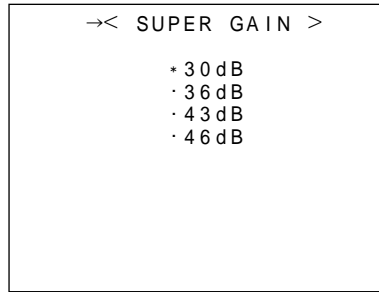 →< SUPER GAIN >
*30dB
·36dB
·43dB
·46dB